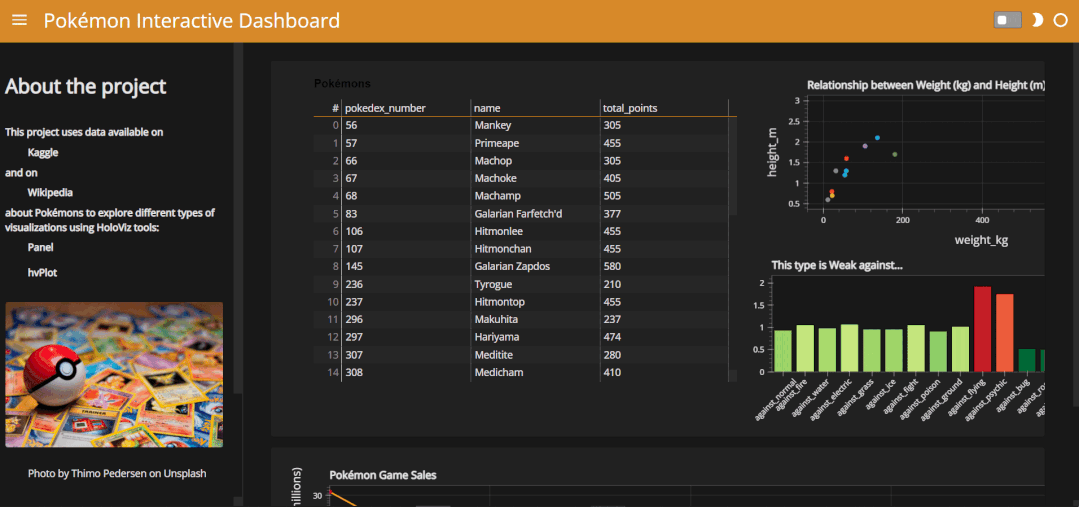 Pokémon Interactive Dashboard
About the project
This project uses data available on
Kaggle
and on
Wikipedia
about Pokémons to explore different types of
visualizations using HoloViz tools:
Panel
hvPlot
TRAINER
Photo by Thimo Pedersen on Unsplash
Pokémons
# pokedex_number name total_points
0 56 Mankey 305
1 57 Primeape 455
2 66 Machop 305
3 67 Machoke 405
4 68 Machamp 505
5 83 Galarian Farfetch'd 377
6 106 Hitmonlee 455
7 107 Hitmonchan 455
8 145 Galarian Zapdos 580
9 236 Tyrogue 210
10 237 Hitmontop 455
11 296 Makuhita 237
12 297 Hariyama 474
13 307 Meditite 280
14 308 Medicham 410
Relationship between Weight (kg) and Height (m)
height_m
3
2.5
2
1.5
1
0.5
0 200 400
weight_kg
This type is Weak against...
2
1.5
1
0.5
0
against_normal
against_fire
against_water
against_electric
against_grass
against_ice
against_fight
against_poison
against_ground
against_flying
against_psychic
against_bug
against_ro
agai
Pokémon Game Sales
illions)
30